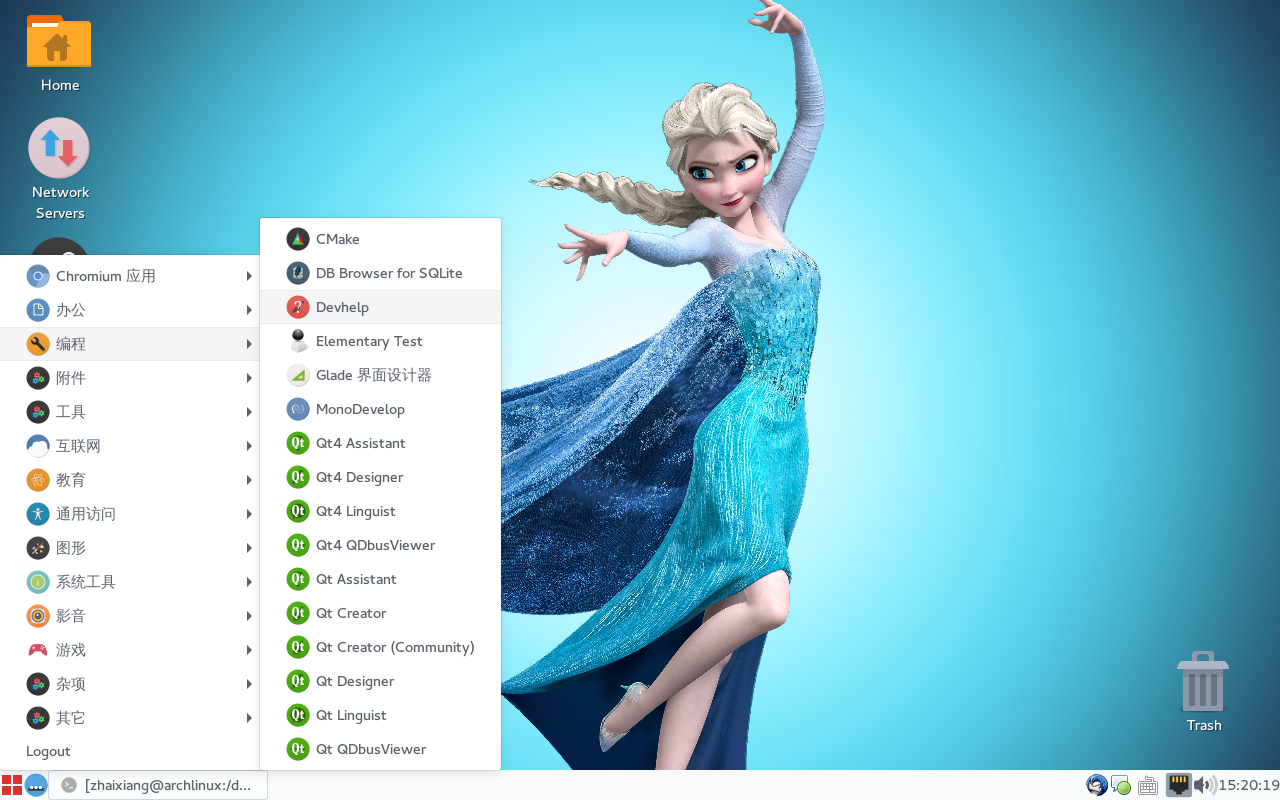 Home
Network
Servers
Chromium 应用
办公
编程
附件
工具
互联网
教育
通用访问
图形
系统工具
影音
游戏
杂项
其它
Logout
CMake
DB Browser for SQLite
Devhelp
Elementary Test
Glade 界面设计器
MonoDevelop
Qt4 Assistant
Qt4 Designer
Qt4 Linguist
Qt4 QDbusViewer
Qt Assistant
Qt Creator
Qt Creator (Community)
Qt Designer
Qt Linguist
Qt QDbusViewer
Trash
[zhaixiang@archlinux:/d...
15:20:19